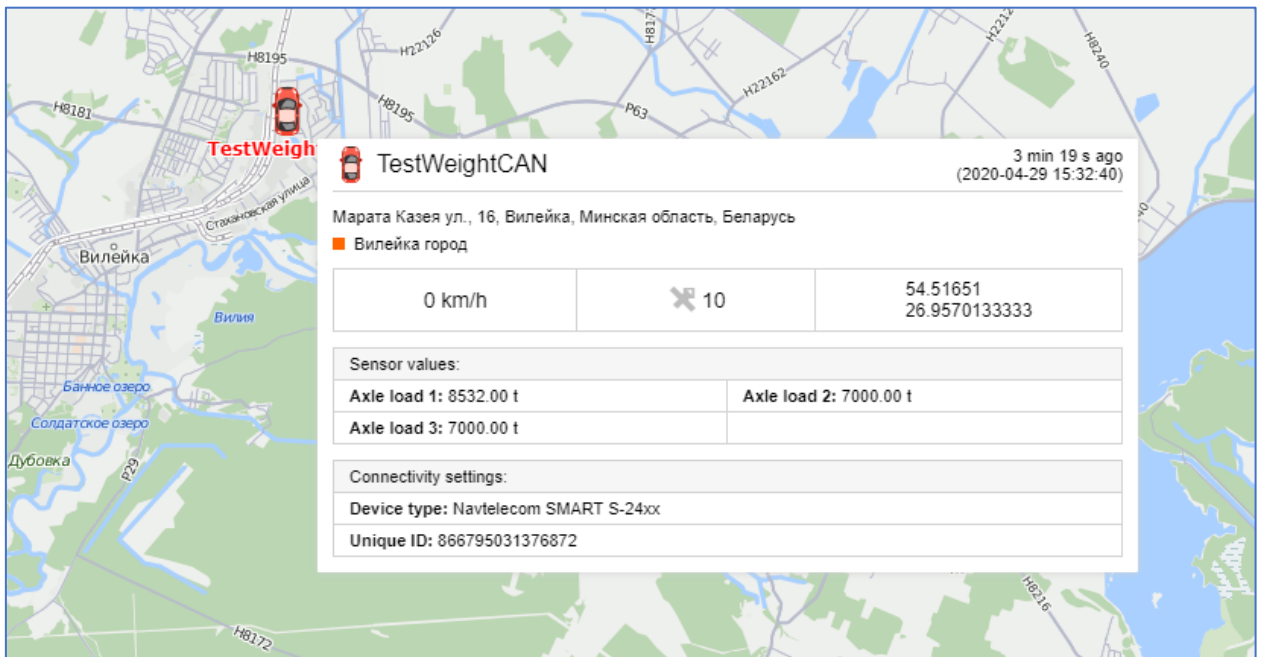 H22126
H817
H2212
H8240
H8195
H22162
H8181
H8195
P63
TestWeigh
TestWeightCAN
3 min 19 s ago
(2020-04-29 15:32:40)
Стахановская улица
Марата Казея ул., 16, Вилейка, Минская область, Беларусь
Вилейка город
Вилейка
0 km/h
10
54.51651
26.9570133333
Вилия
Sensor values:
Axle load 1: 8532.00 t
Axle load 2: 7000.00 t
Axle load 3: 7000.00 t
Банное озеро
Солдатское озеро
Дубовка
P29
Connectivity settings:
Device type: Navtelecom SMART S-24xx
Unique ID: 866795031376872
H8216
H8172